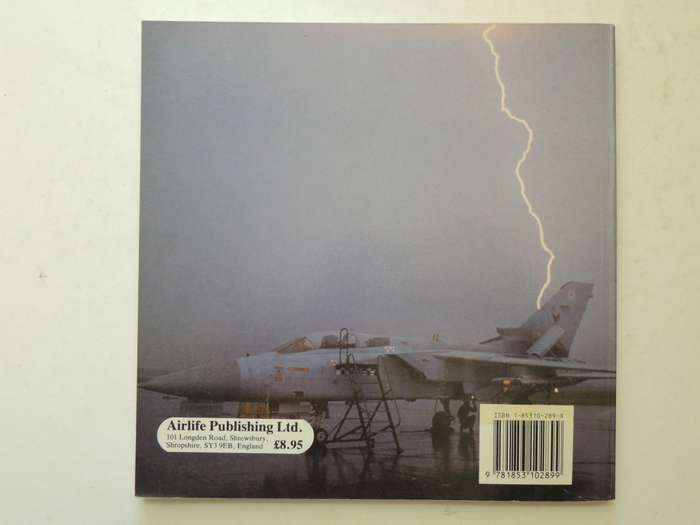 Airlife Publishing Ltd.
101 Longden Road, Shrewsbury,
Shropshire, SY3 9EB, England
£8.95
ISBN 1-85310-289-X
9 781853 102899